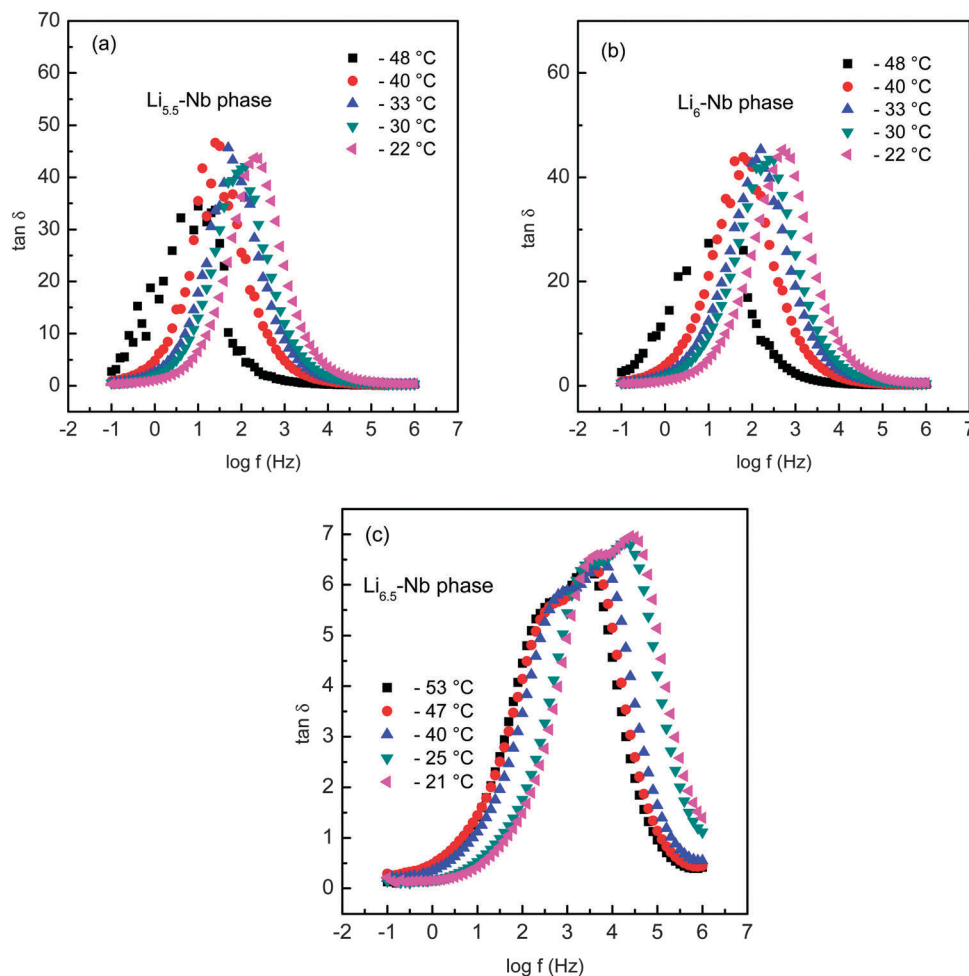 (a)
Li5.5-Nb phase
- 48 °C
- 40 °C
- 33 °C
- 30 °C
- 22 °C
70
60
50
40
30
20
10
0
tan δ
-2 -1 0 1 2 3 4 5 6 7
log f (Hz)
(b)
Li6-Nb phase
- 48 °C
- 40 °C
- 33 °C
- 30 °C
- 22 °C
60
40
20
0
tan δ
-2 -1 0 1 2 3 4 5 6 7
log f (Hz)
(c)
Li6.5-Nb phase
- 53 °C
- 47 °C
- 40 °C
- 25 °C
- 21 °C
7
6
5
4
3
2
1
0
tan δ
-2 -1 0 1 2 3 4 5 6 7
log f (Hz)